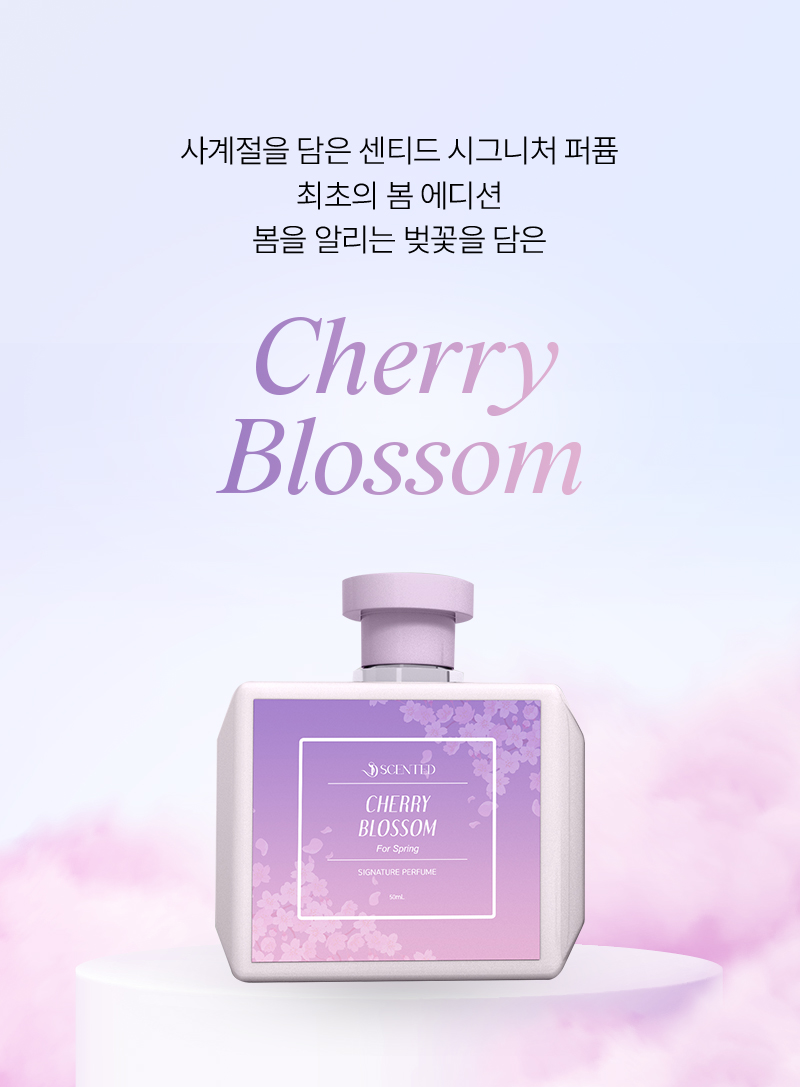 사계절을 담은 센티드 시그니처 퍼퓸
최초의 봄 에디션
봄을 알리는 벚꽃을 담은
Cherry
Blossom
SCENTED
CHERRY
BLOSSOM
For Spring
SIGNATURE PERFUME
50mL